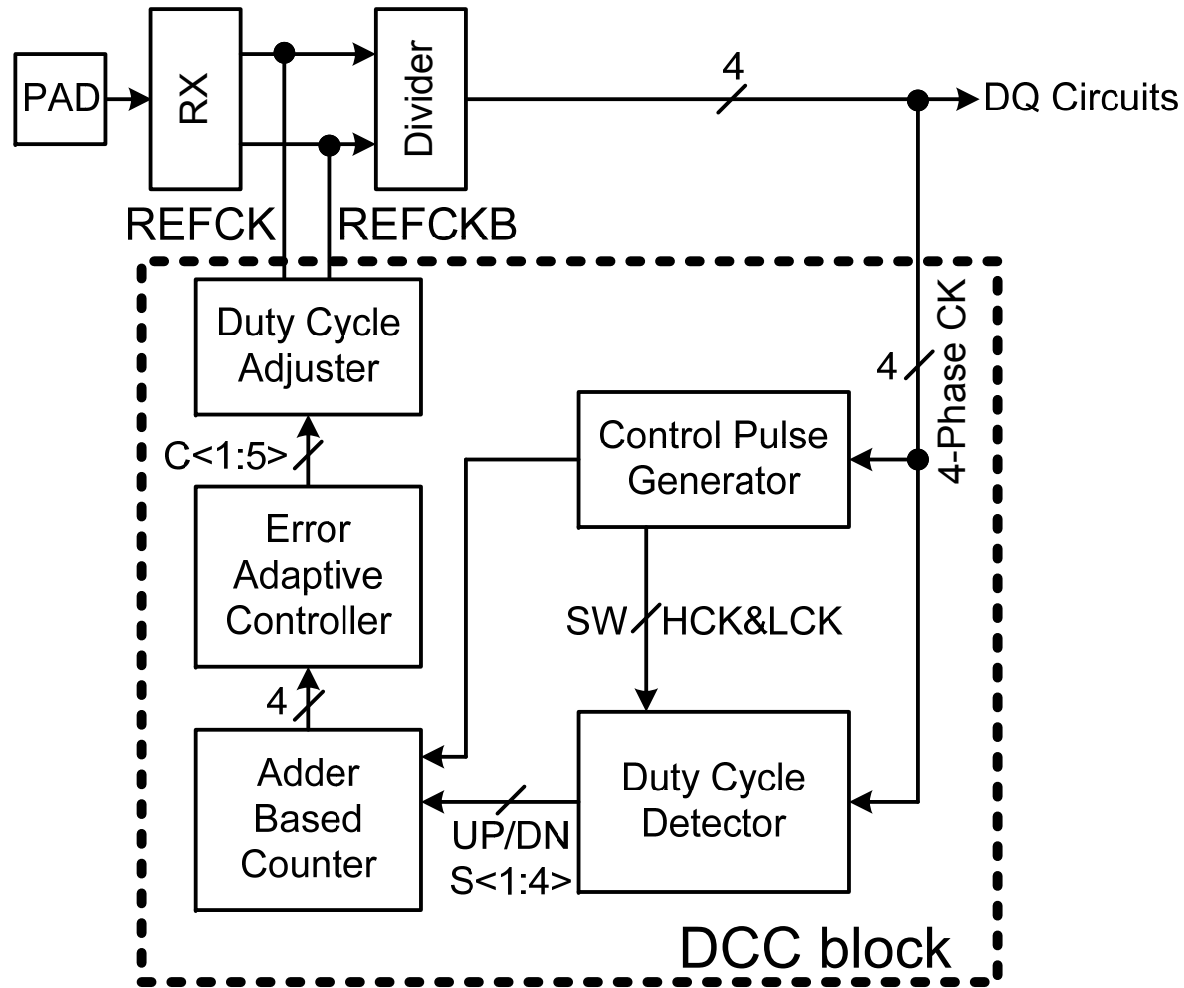 PAD
RX
Divider
4
DQ Circuits
REFCK
REFCKB
Duty Cycle
Adjuster
4
4-Phase CK
C<1:5>
Control Pulse
Generator
Error
Adaptive
Controller
SW
HCK&LCK
4
Adder
Based
Counter
UP/DN
S<1:4>
Duty Cycle
Detector
DCC block